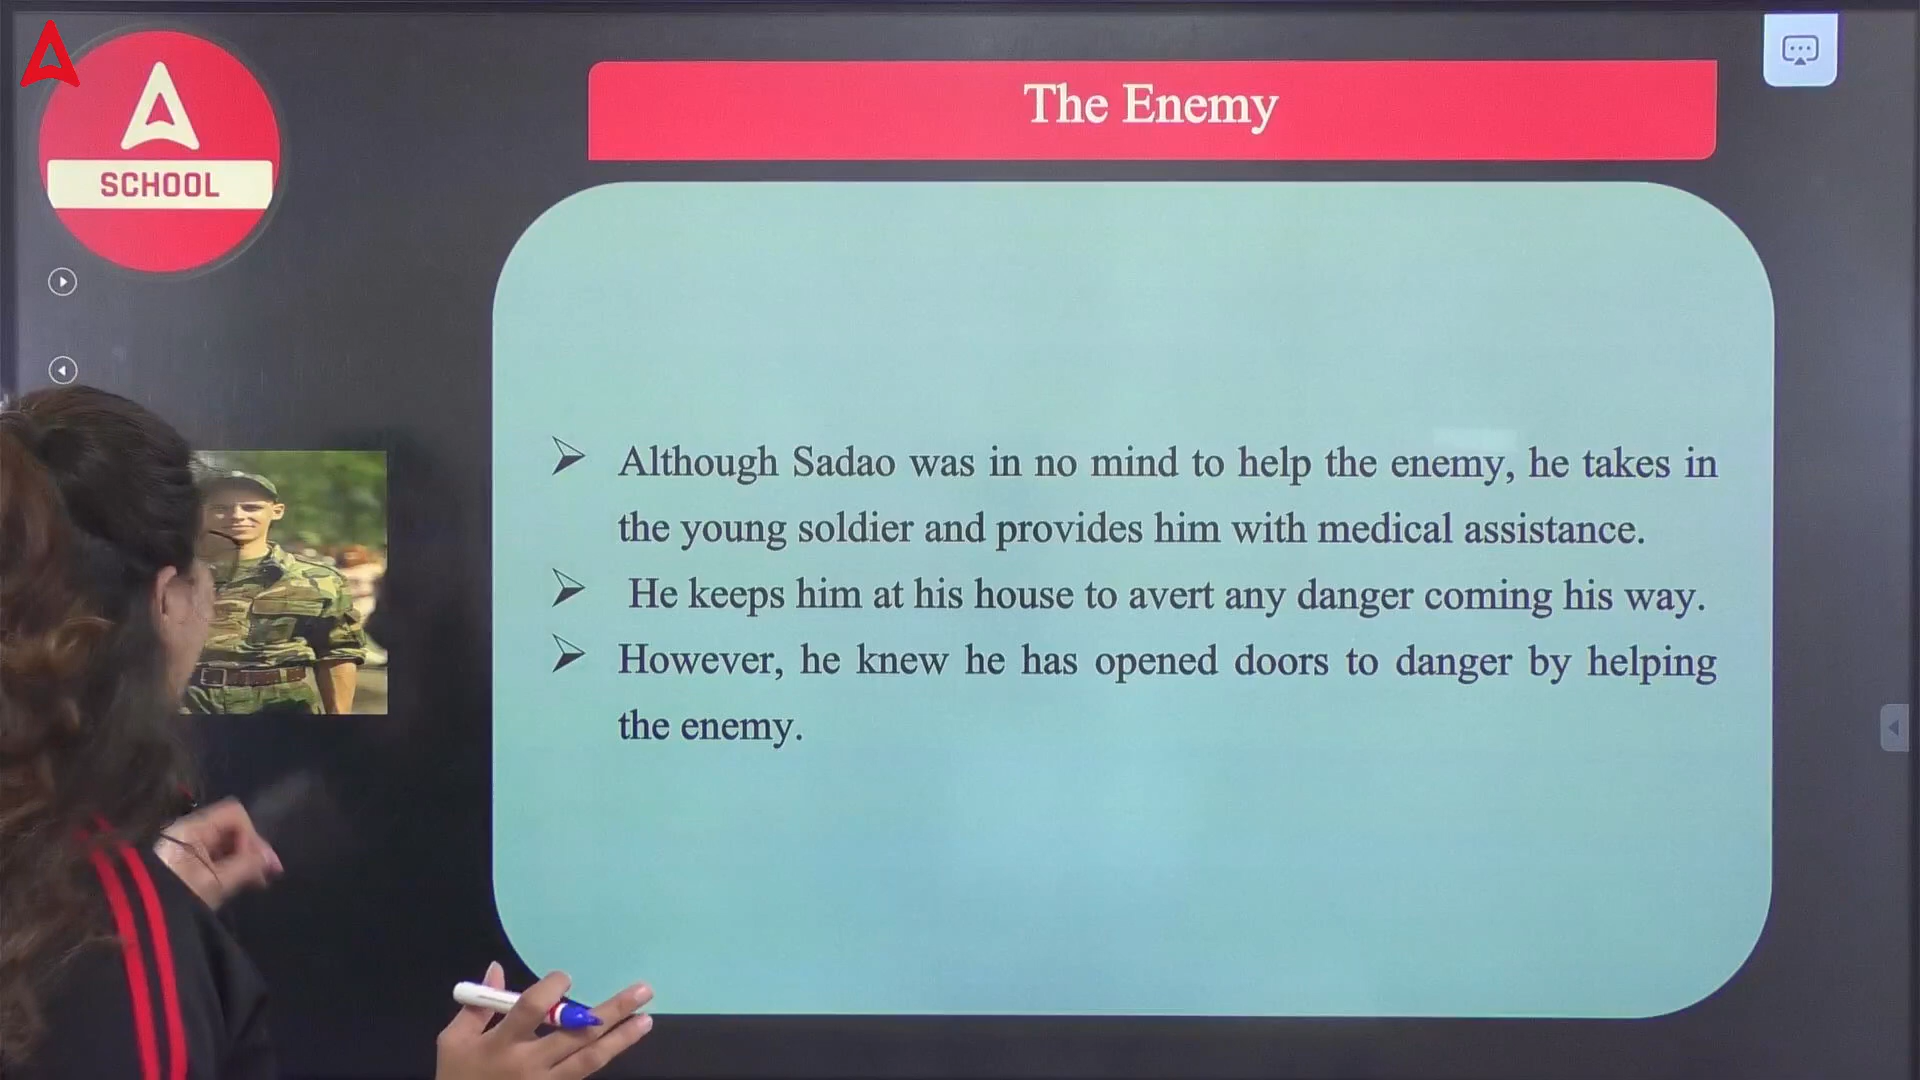 SCHOOL
The Enemy
Although Sadao was in no mind to help the enemy, he takes in
the young soldier and provides him with medical assistance.
He keeps him at his house to avert any danger coming his way.
However, he knew he has opened doors to danger by helping
the enemy.